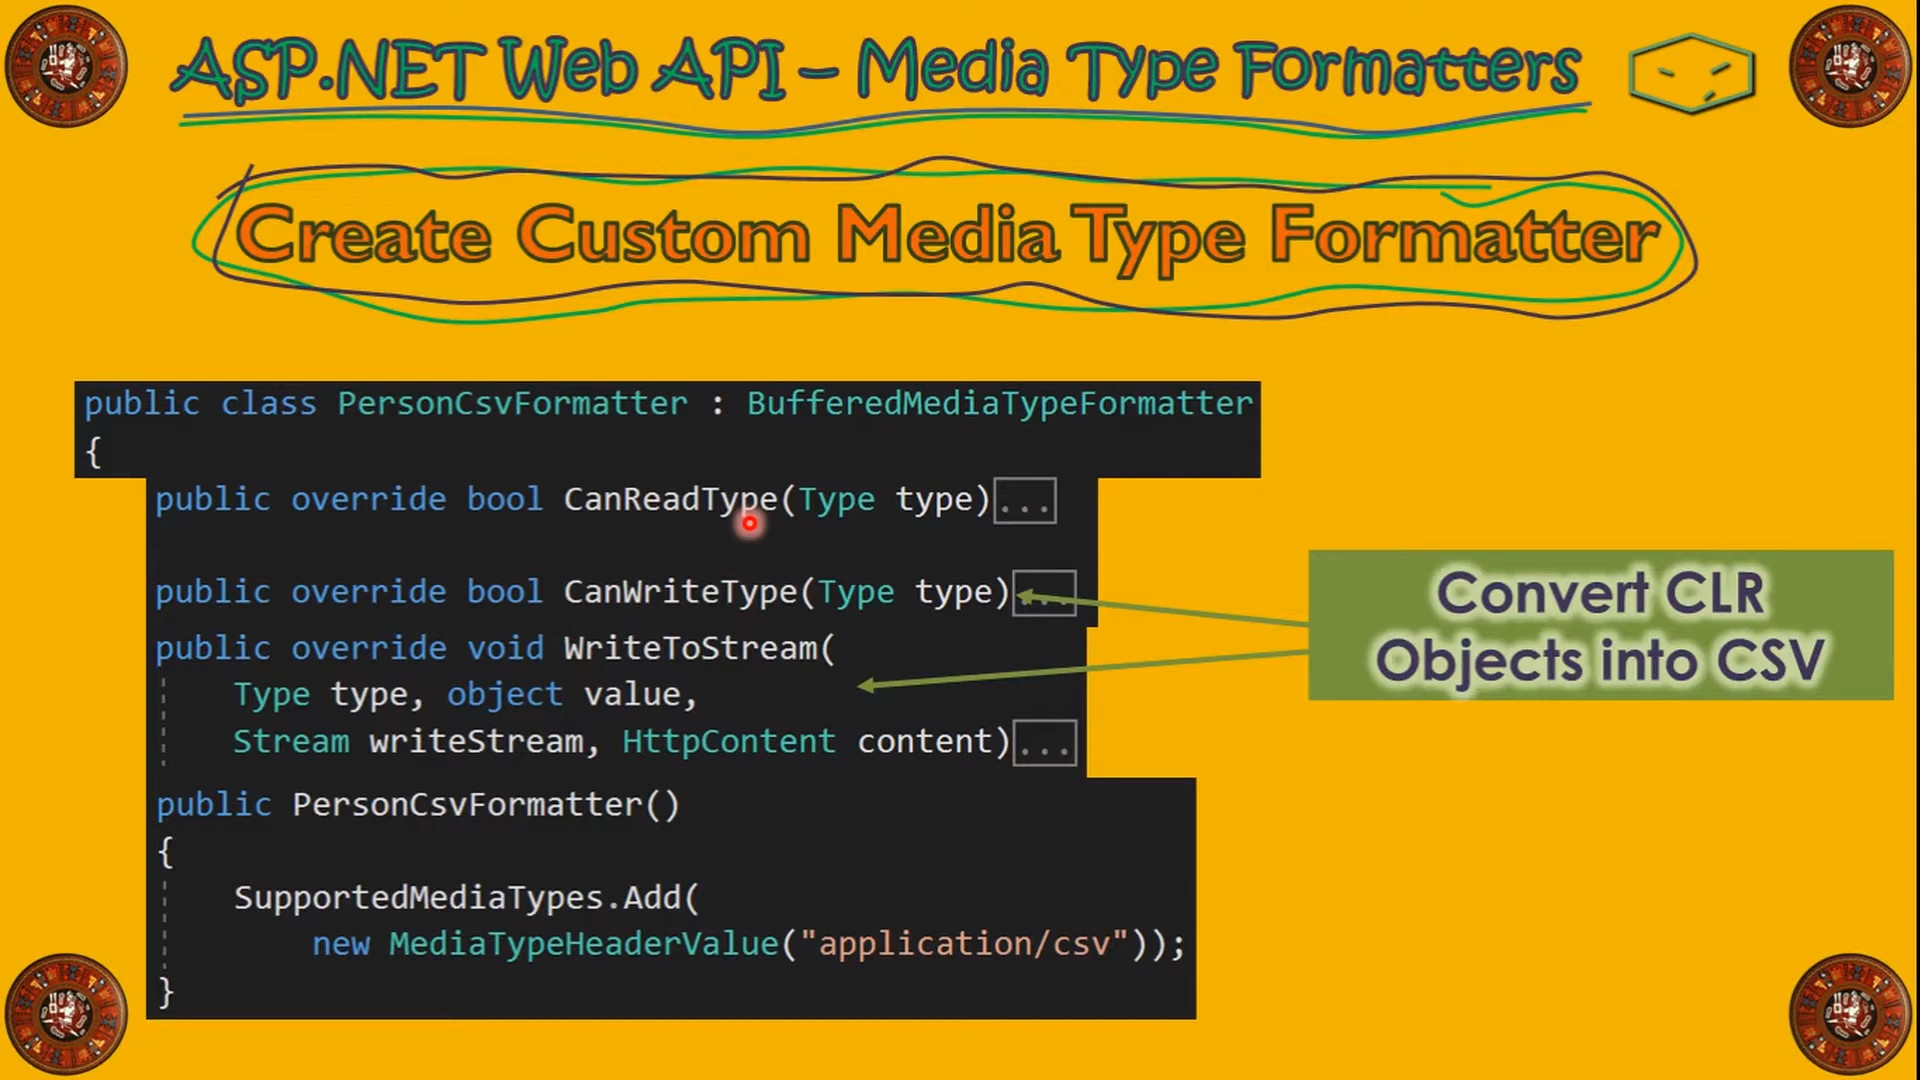 ASP.NET Web API – Media Type Formatters
Create Custom Media Type Formatter
public class PersonCsvFormatter : BufferedMediaTypeFormatter
{
public override bool CanReadType(Type type)...
public override bool CanWriteType(Type type)...
public override void WriteToStream(
Type type, object value,
Stream writeStream, HttpContent content)...
public PersonCsvFormatter()
{
SupportedMediaTypes.Add(
new MediaTypeHeaderValue("application/csv"));
}
Convert CLR
Objects into CSV